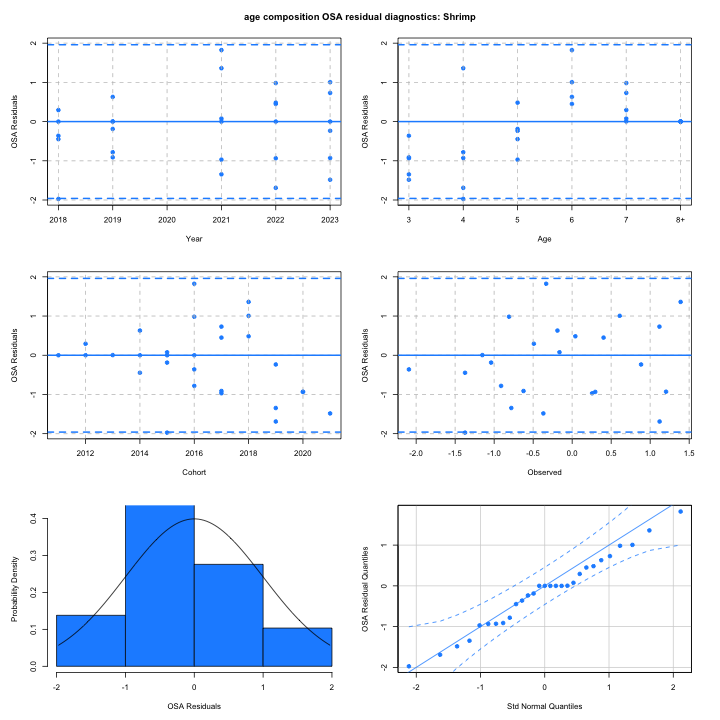 age composition OSA residual diagnostics: Shrimp
OSA Residuals
2
1
0
-1
-2
2018 2019 2020 2021 2022 2023
Year
OSA Residuals
2
1
0
-1
-2
3 4 5 6 7 8+
Age
OSA Residuals
2
1
0
-1
-2
2012 2014 2016 2018 2020
Cohort
OSA Residuals
2
1
0
-1
-2
-2.0 -1.5 -1.0 -0.5 0.0 0.5 1.0 1.5
Observed
Probability Density
0.4
0.3
0.2
0.1
0.0
-2 -1 0 1 2
OSA Residuals
OSA Residual Quantiles
1
0
-1
-2
-2 -1 0 1 2
Std Normal Quantiles